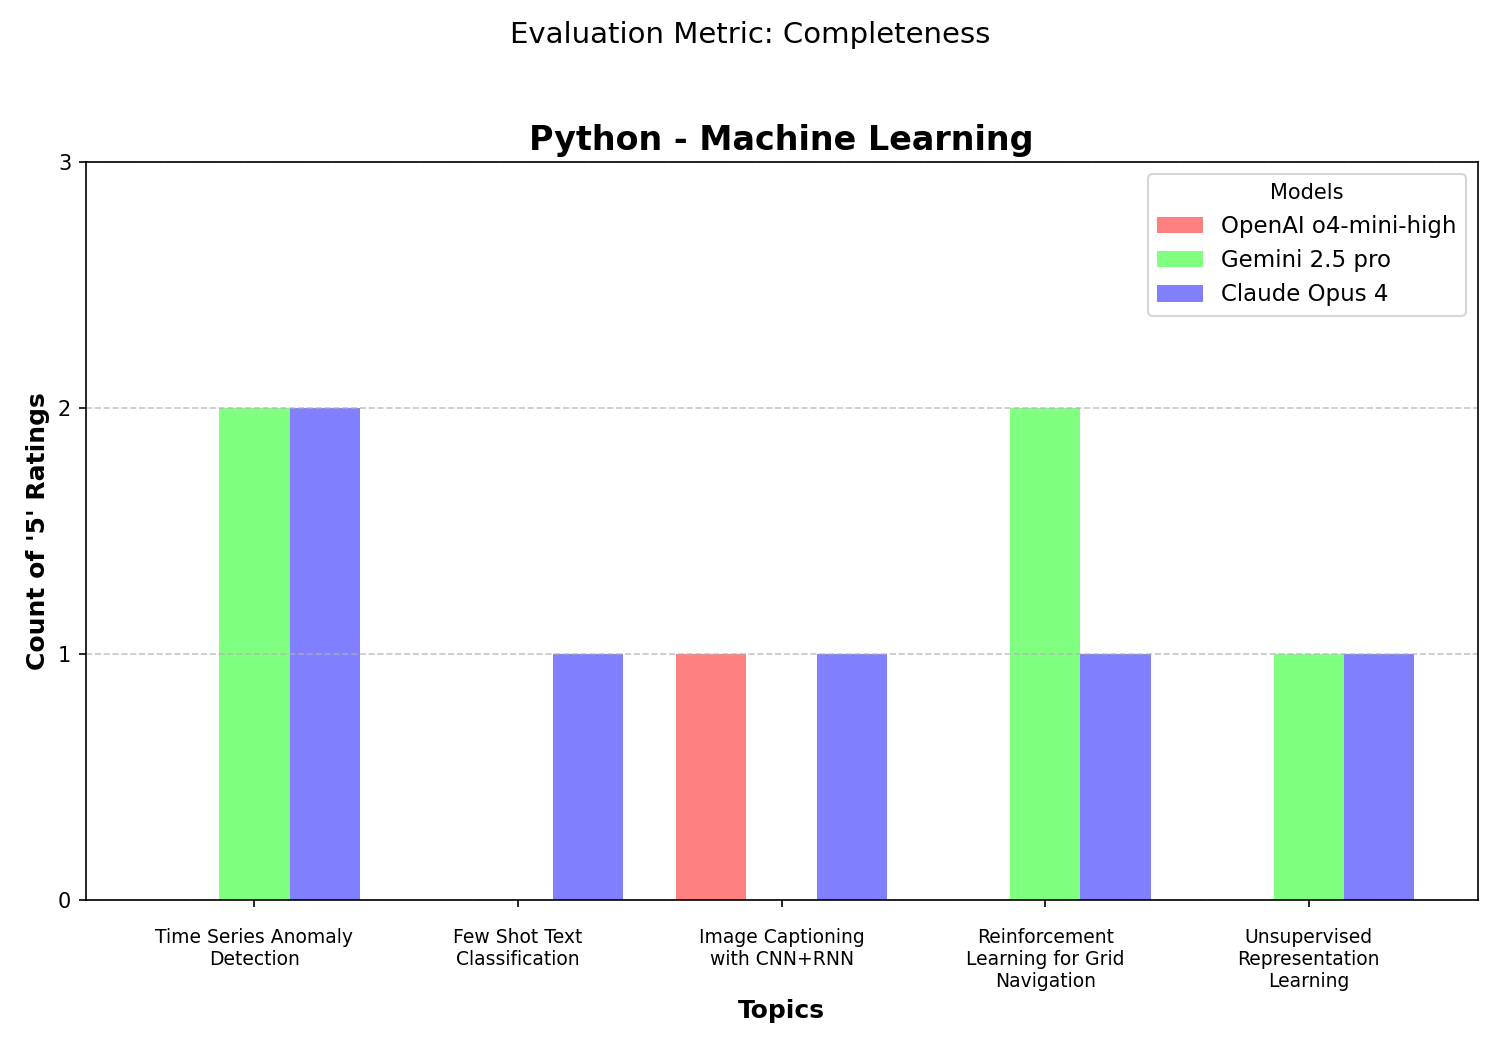 Evaluation Metric: Completeness
Python - Machine Learning
3
2
1
0
Count of '5' Ratings
Models
OpenAI o4-mini-high
Gemini 2.5 pro
Claude Opus 4
Time Series Anomaly
Detection
Few Shot Text
Classification
Image Captioning
with CNN+RNN
Reinforcement
Learning for Grid
Navigation
Unsupervised
Representation
Learning
Topics